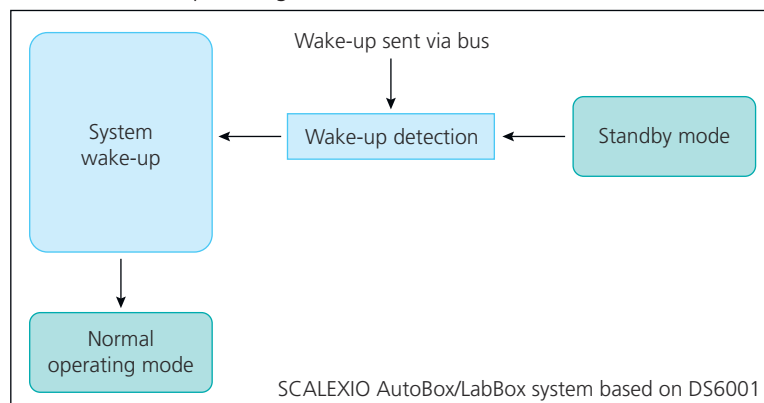 Wake-up sent via bus
System
wake-up
Wake-up detection
Standby mode
Normal
operating mode
SCALEXIO AutoBox/LabBox system based on DS6001